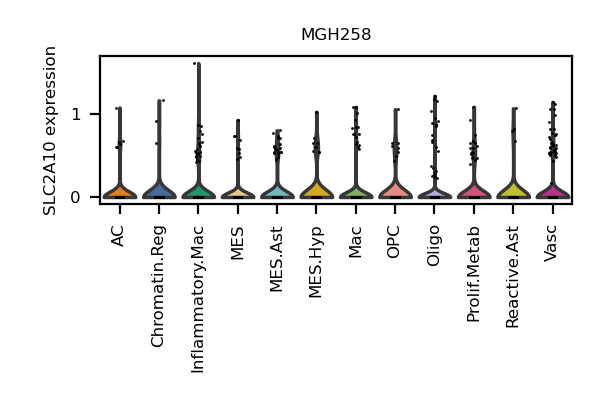 MGH258
SLC2A10 expression
1
0
AC
Chromatin.Reg
Inflammatory.Mac
MES
MES.Ast
MES.Hyp
Mac
OPC
Oligo
Prolif.Metab
Reactive.Ast
Vasc